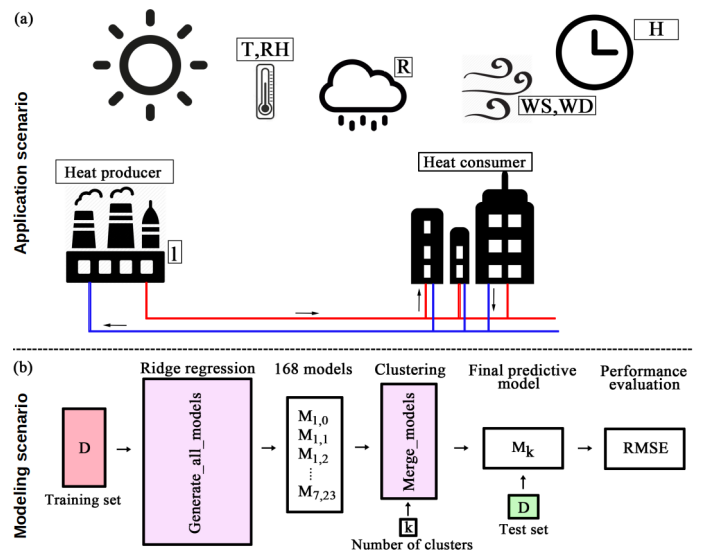 (a)
Application scenario
T,RH
R
WS,WD
H
Heat producer
l
Heat consumer
(b)
Modeling scenario
D
Training set
Ridge regression
Generate_all_models
168 models
M1,0
M1,1
M1,2
.....
M7,23
Clustering
Merge_models
k
Number of clusters
Final predictive
model
Mk
D
Test set
Performance
evaluation
RMSE